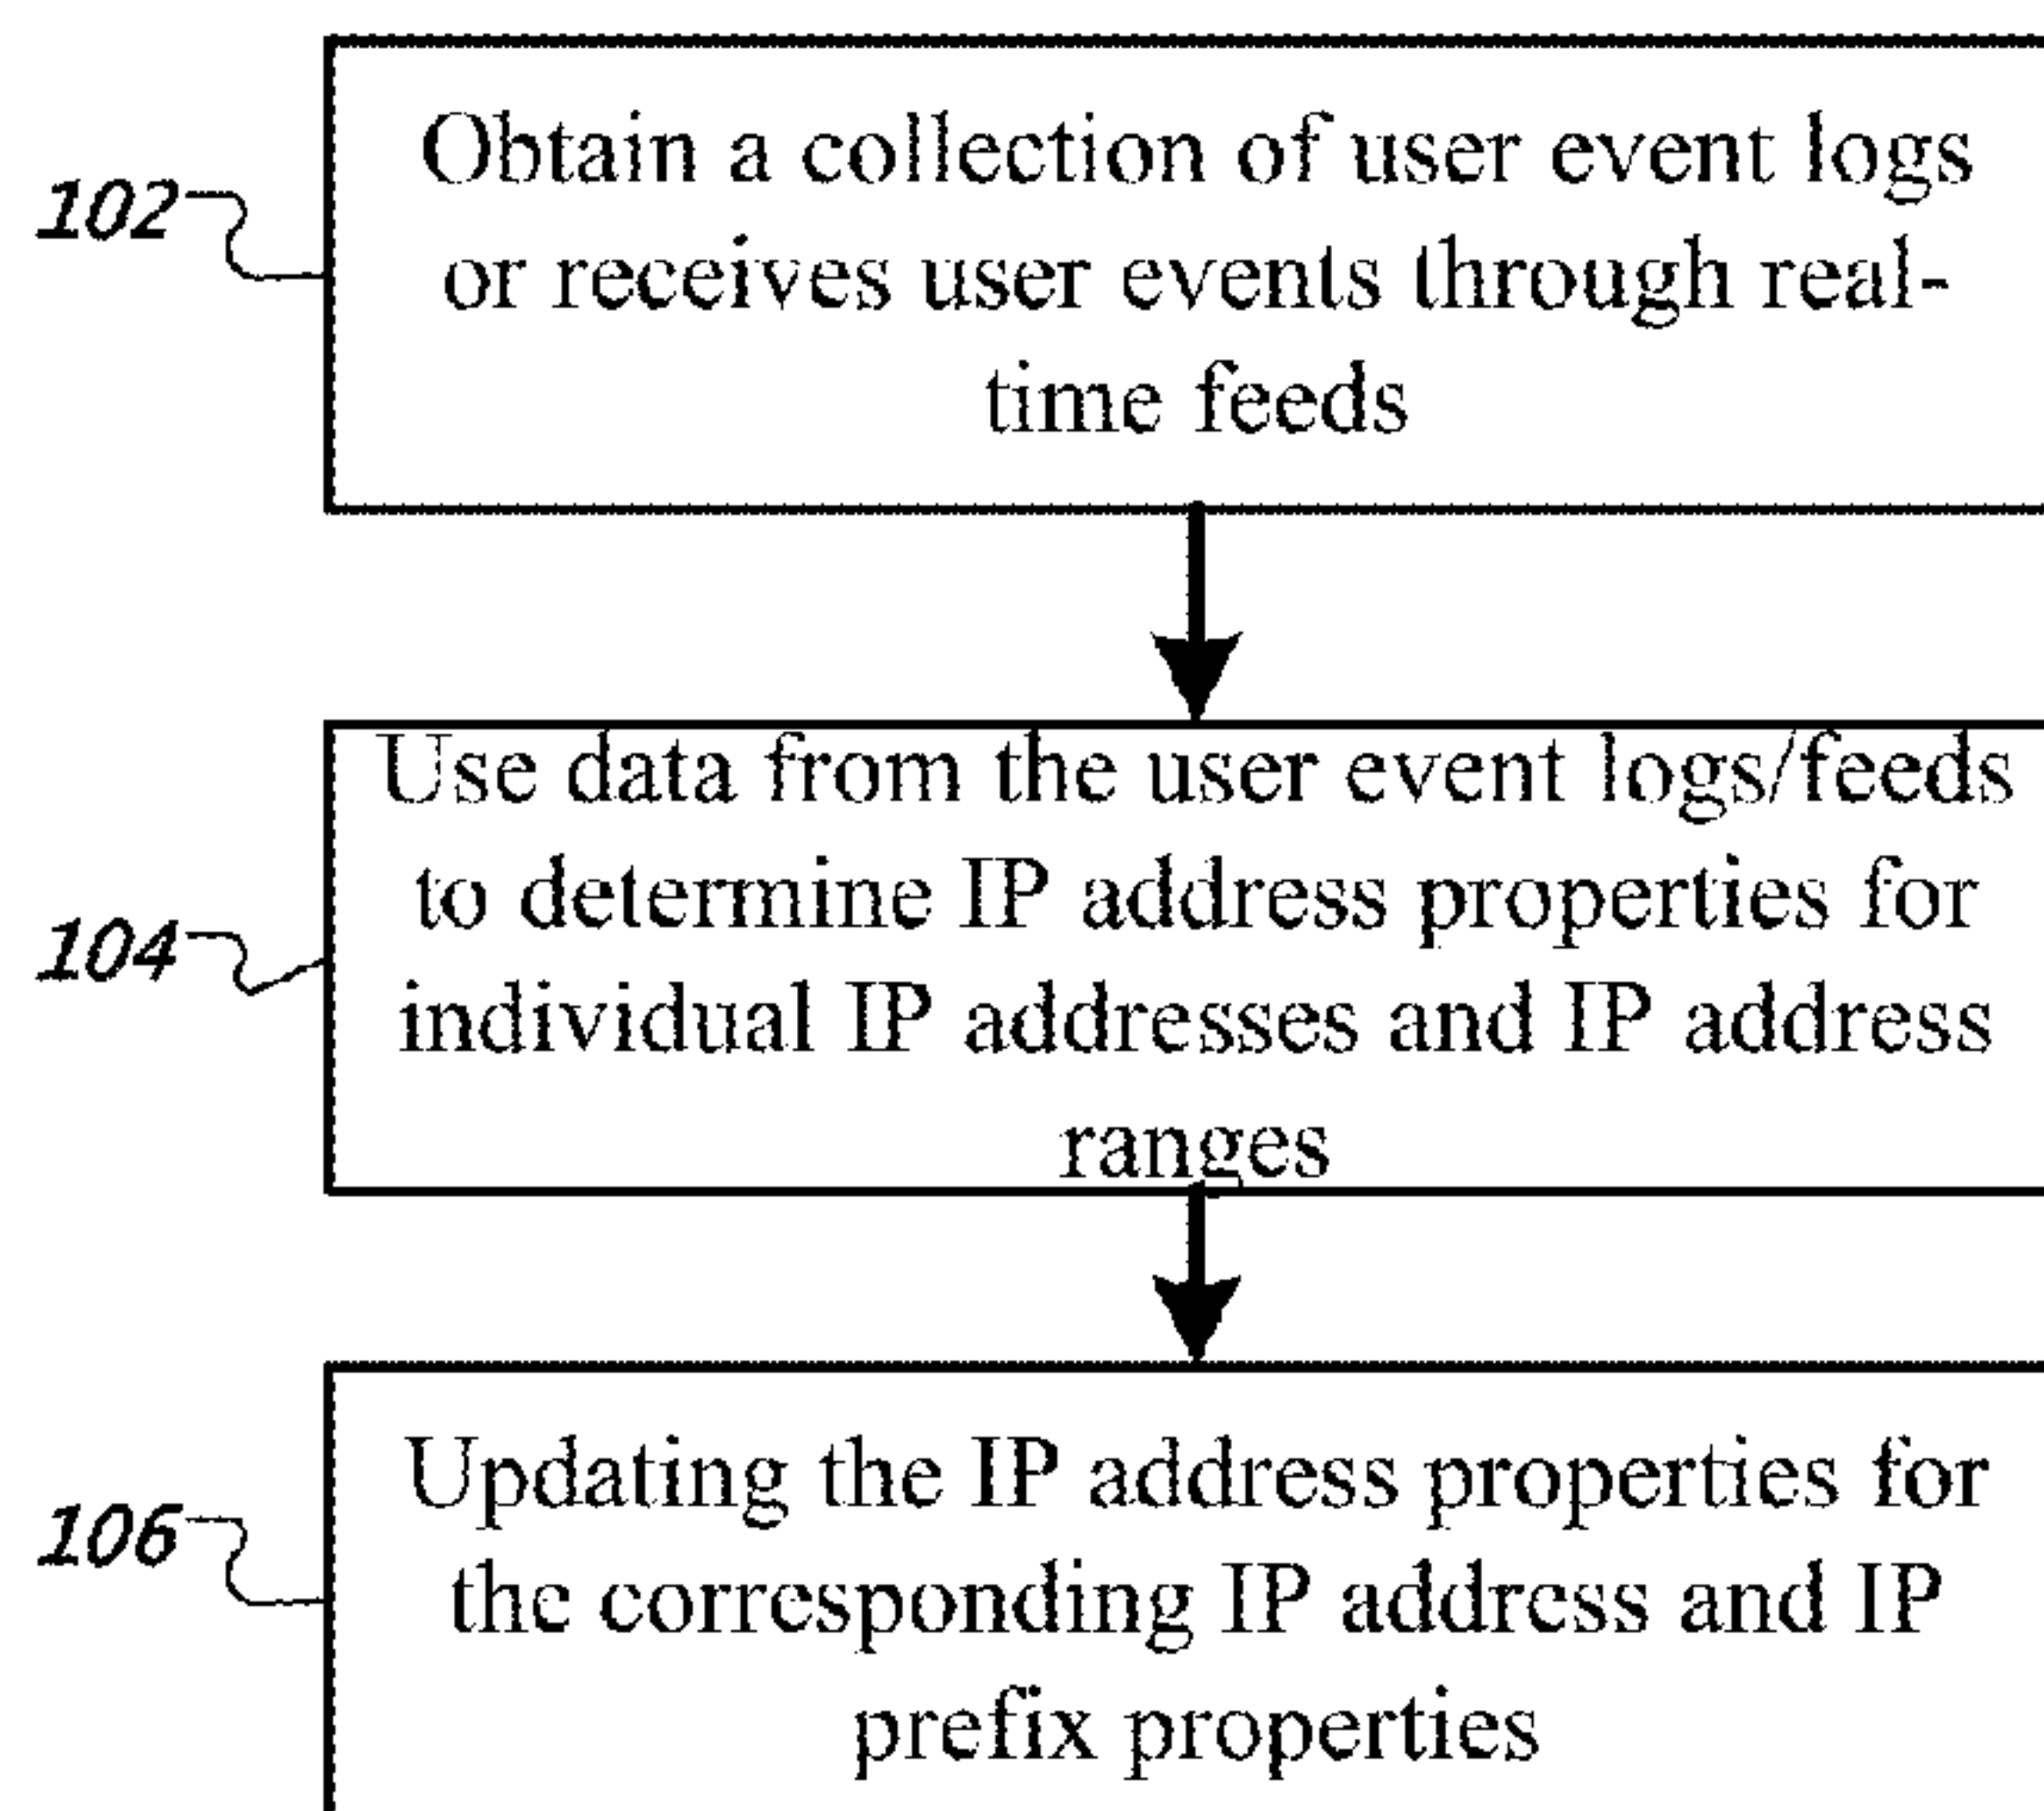 Obtain a collection of user event logs
102
or receives user events through real-
time feeds
Use data from the user event logs/feeds
to determine IP address properties for
104
individual IP addresses and IP address
ranges
Updating the IP address properties for
106
the corresponding IP address and IP
prefix properties